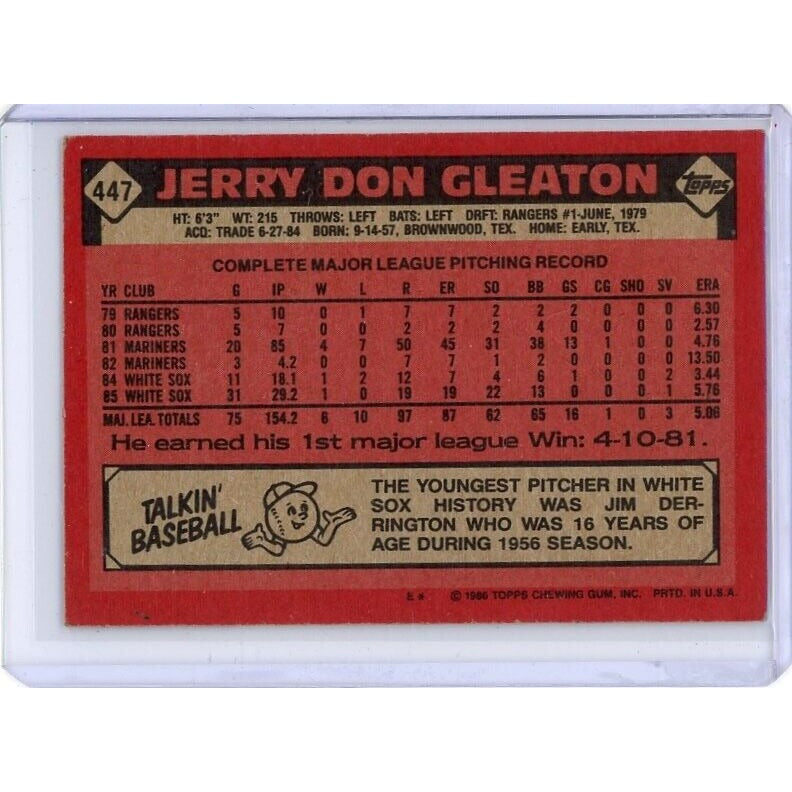 447 JERRY DON GLEATON topps
HT: 6'3" WT: 215 THROWS: LEFT BATS: LEFT DRFT: RANGERS #1-JUNE, 1979
ACQ: TRADE 6-27-84 BORN: 9-14-57, BROWNWOOD, TEX. HOME: EARLY, TEX.
COMPLETE MAJOR LEAGUE PITCHING RECORD
YR CLUB G IP W L R ER SO BB GS CG SHO SV ERA
79 RANGERS 5 10 0 1 7 7 2 2 2 0 0 0 6.30
80 RANGERS 5 7 0 0 2 2 2 4 0 0 0 0 2.57
81 MARINERS 20 85 4 7 50 45 31 38 13 1 0 0 4.76
82 MARINERS 3 4.2 0 0 7 7 1 2 0 0 0 0 13.50
84 WHITE SOX 11 18.1 1 2 12 7 4 6 1 0 0 2 3.44
85 WHITE SOX 31 29.2 1 0 19 19 22 13 0 0 0 1 5.76
MAJ. LEA. TOTALS 75 154.2 6 10 97 87 62 65 16 1 0 3 5.06
He earned his 1st major league Win: 4-10-81.
TALKIN' BASEBALL
THE YOUNGEST PITCHER IN WHITE
SOX HISTORY WAS JIM DER-
RINGTON WHO WAS 16 YEARS OF
AGE DURING 1956 SEASON.
E* © 1986 TOPPS CHEWING GUM, INC. PRTD. IN U.S.A.